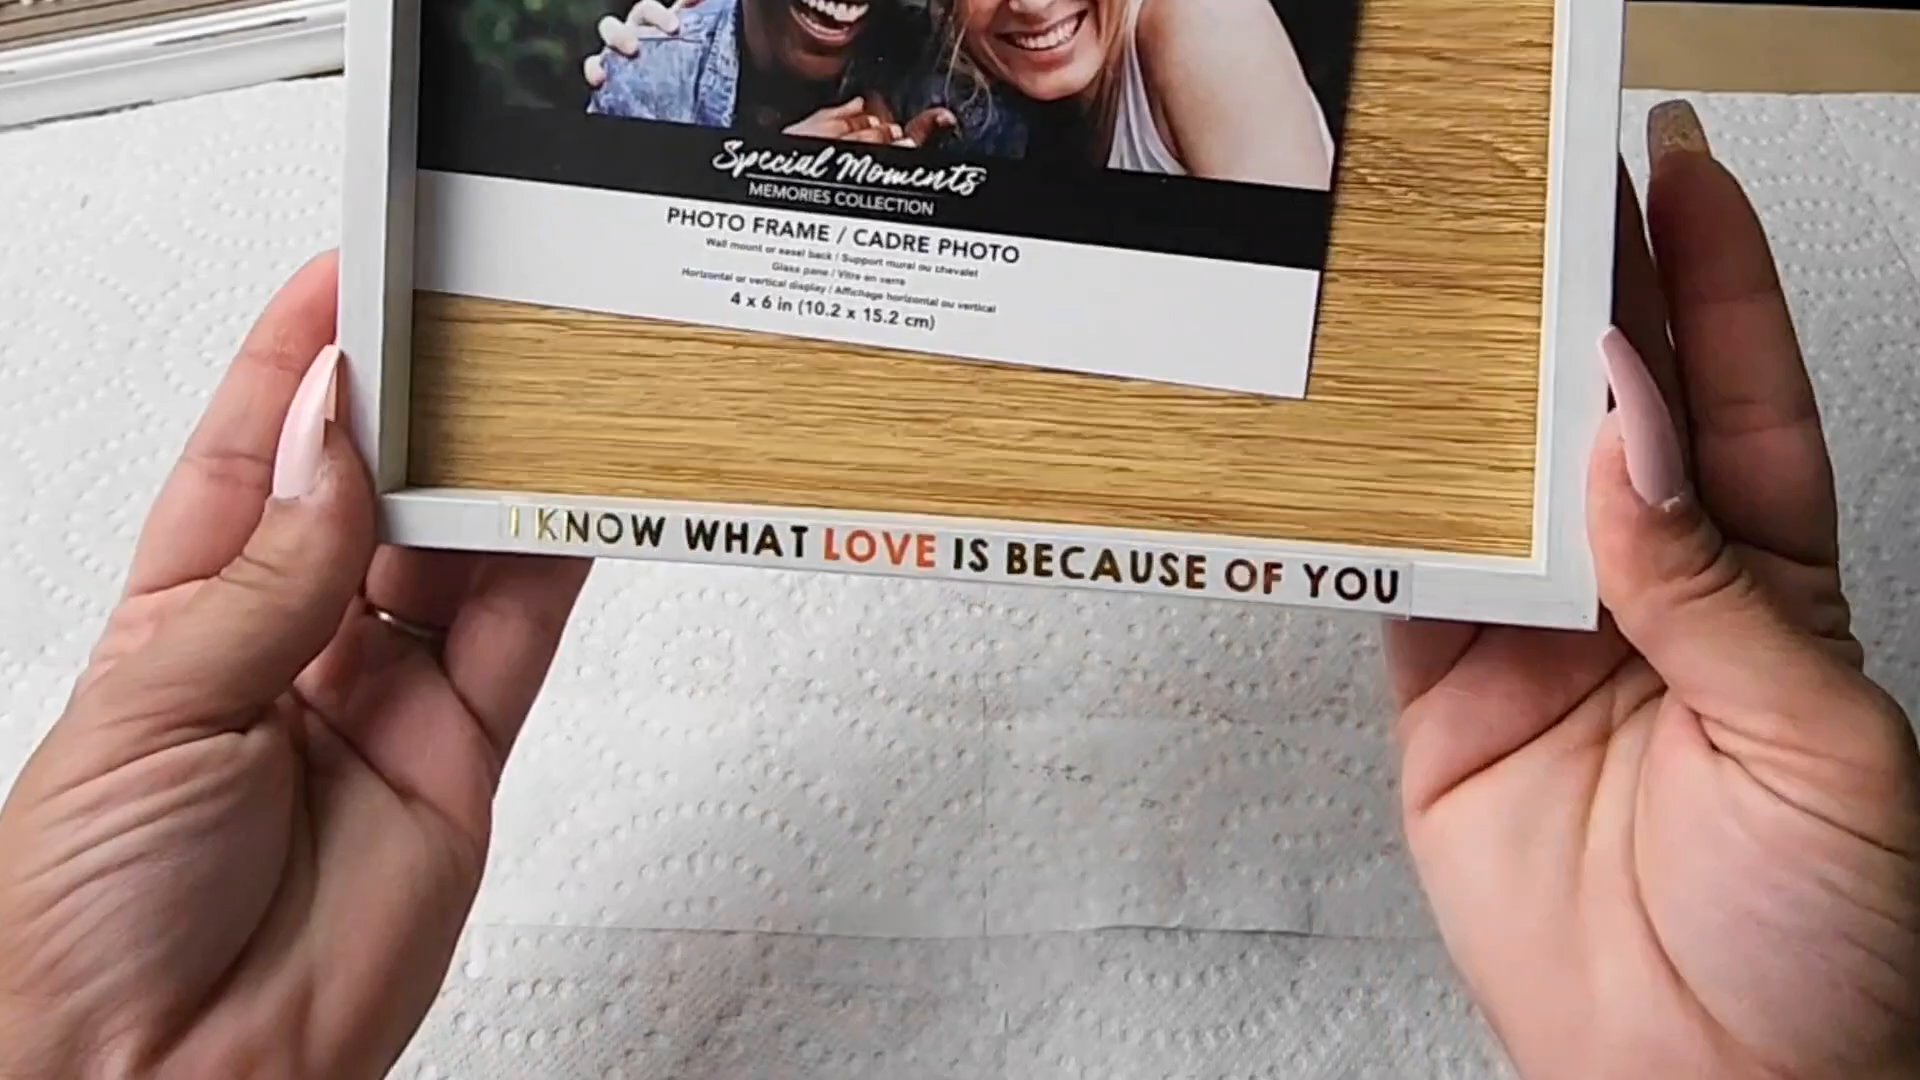 Special Moments
MEMORIES COLLECTION
PHOTO FRAME / CADRE PHOTO
Wall mount or easel back / Support mural ou chevalet
Glass pane / Vitre en verre
Horizontal or vertical display / Affichage horizontal ou vertical
4 x 6 in (10.2 x 15.2 cm)
I KNOW WHAT LOVE IS BECAUSE OF YOU